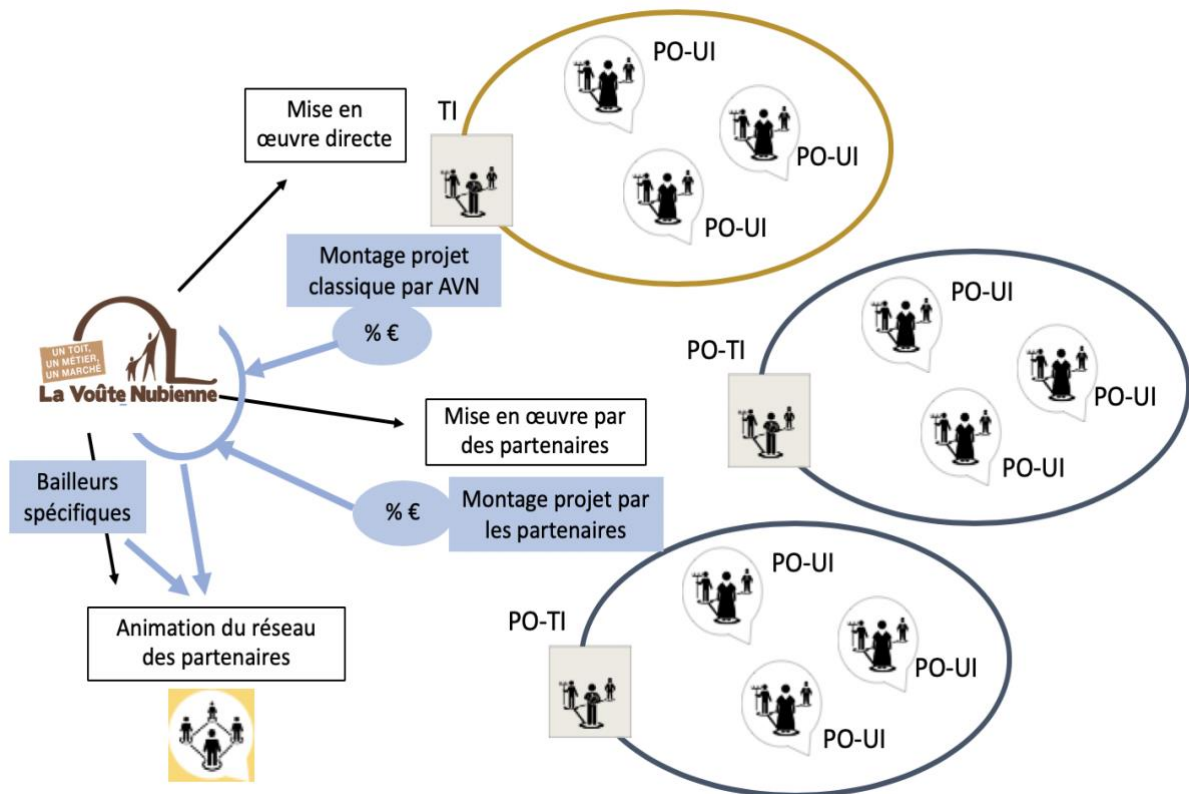 PO-UI
TI
PO-UI
PO-UI
Mise en
œuvre directe
Montage projet
classique par AVN
% €
UN TOIT,
UN MÉTIER,
UN MARCHÉ
La Voûte Nubienne
PO-UI
PO-TI
PO-UI
PO-UI
Mise en œuvre par
des partenaires
Bailleurs
spécifiques
% €
Montage projet par
les partenaires
PO-UI
PO-TI
PO-UI
PO-UI
Animation du réseau
des partenaires